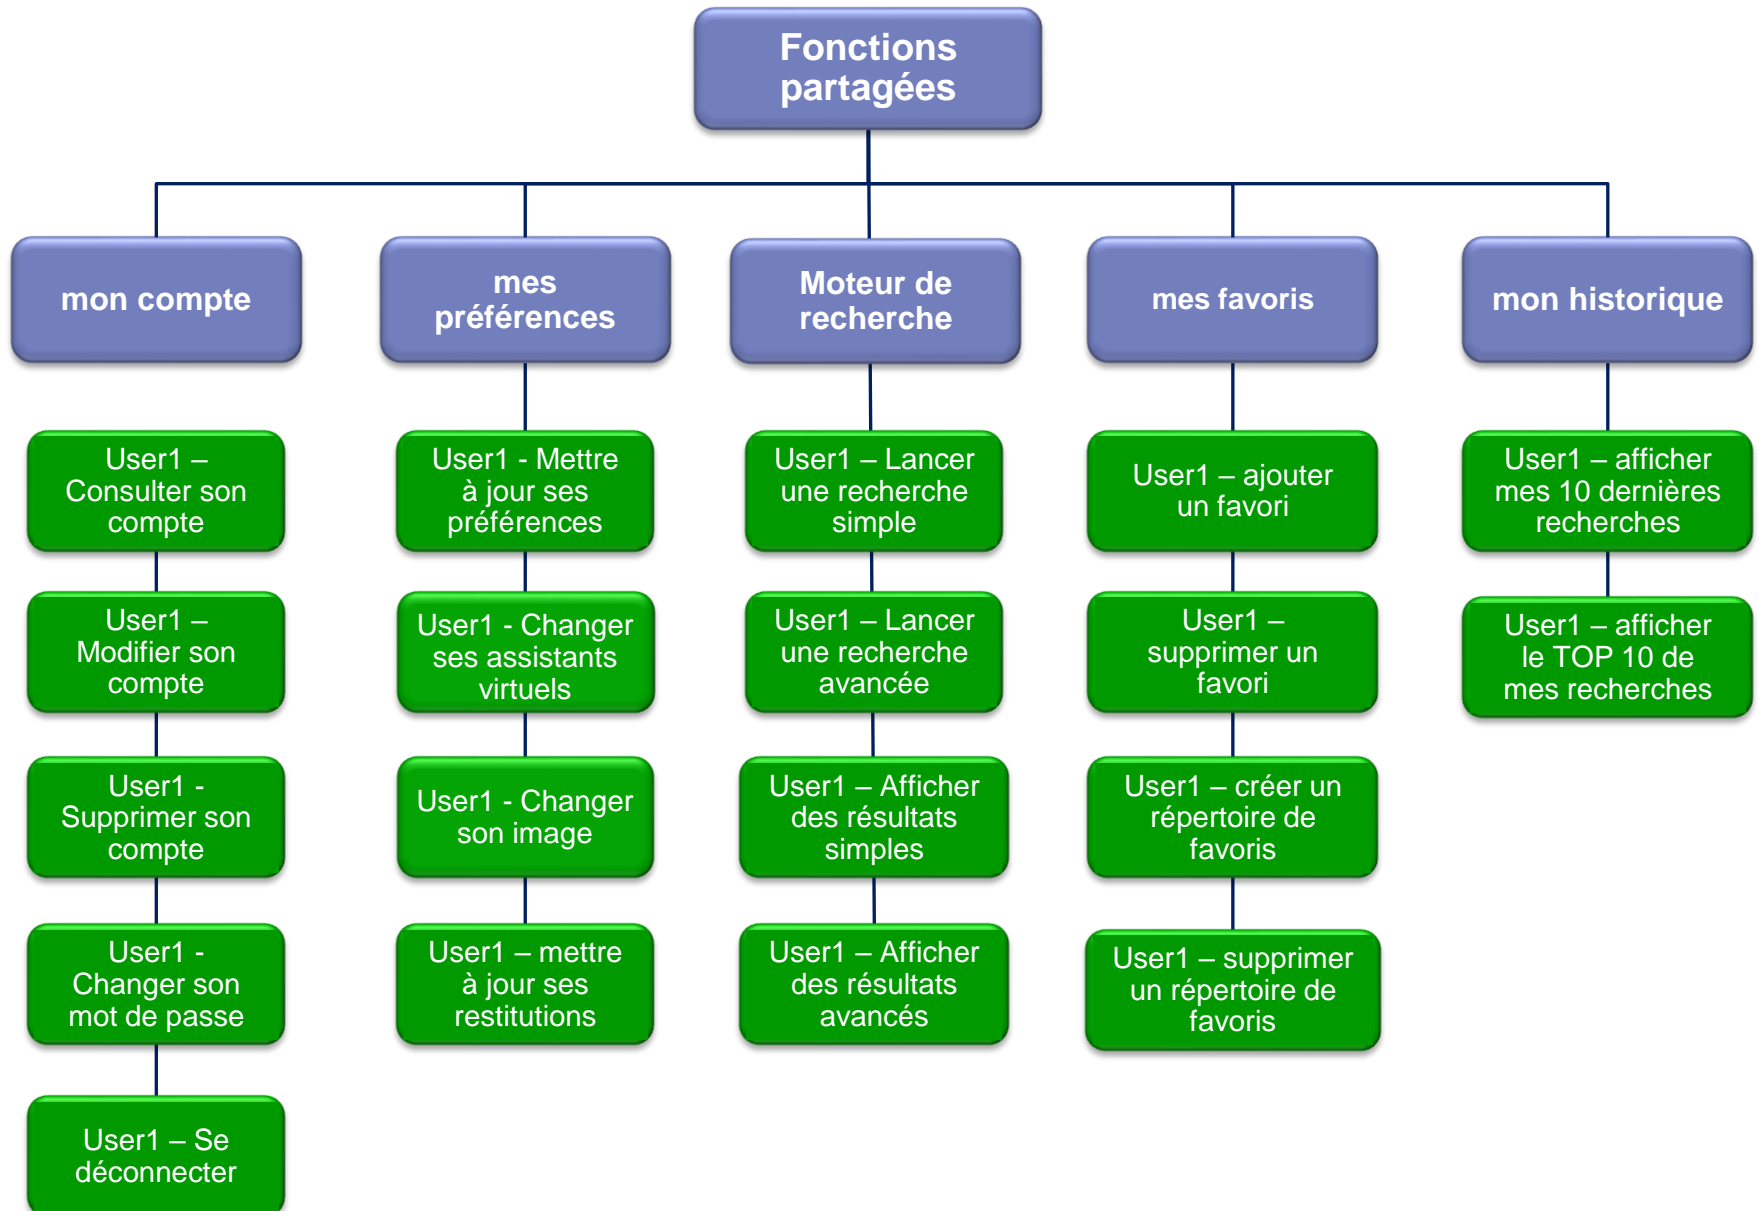 Fonctions
partagées
mon compte
mes
préférences
Moteur de
recherche
mes favoris
mon historique
User1 –
Consulter son
compte
User1 –
Modifier son
compte
User1 -
Supprimer son
compte
User1 -
Changer son
mot de passe
User1 – Se
déconnecter
User1 - Mettre
à jour ses
préférences
User1 - Changer
ses assistants
virtuels
User1 - Changer
son image
User1 – mettre
à jour ses
restitutions
User1 – Lancer
une recherche
simple
User1 – Lancer
une recherche
avancée
User1 – Afficher
des résultats
simples
User1 – Afficher
des résultats
avancés
User1 – ajouter
un favori
User1 –
supprimer un
favori
User1 – créer un
répertoire de
favoris
User1 – supprimer
un répertoire de
favoris
User1 – afficher
mes 10 dernières
recherches
User1 – afficher
le TOP 10 de
mes recherches